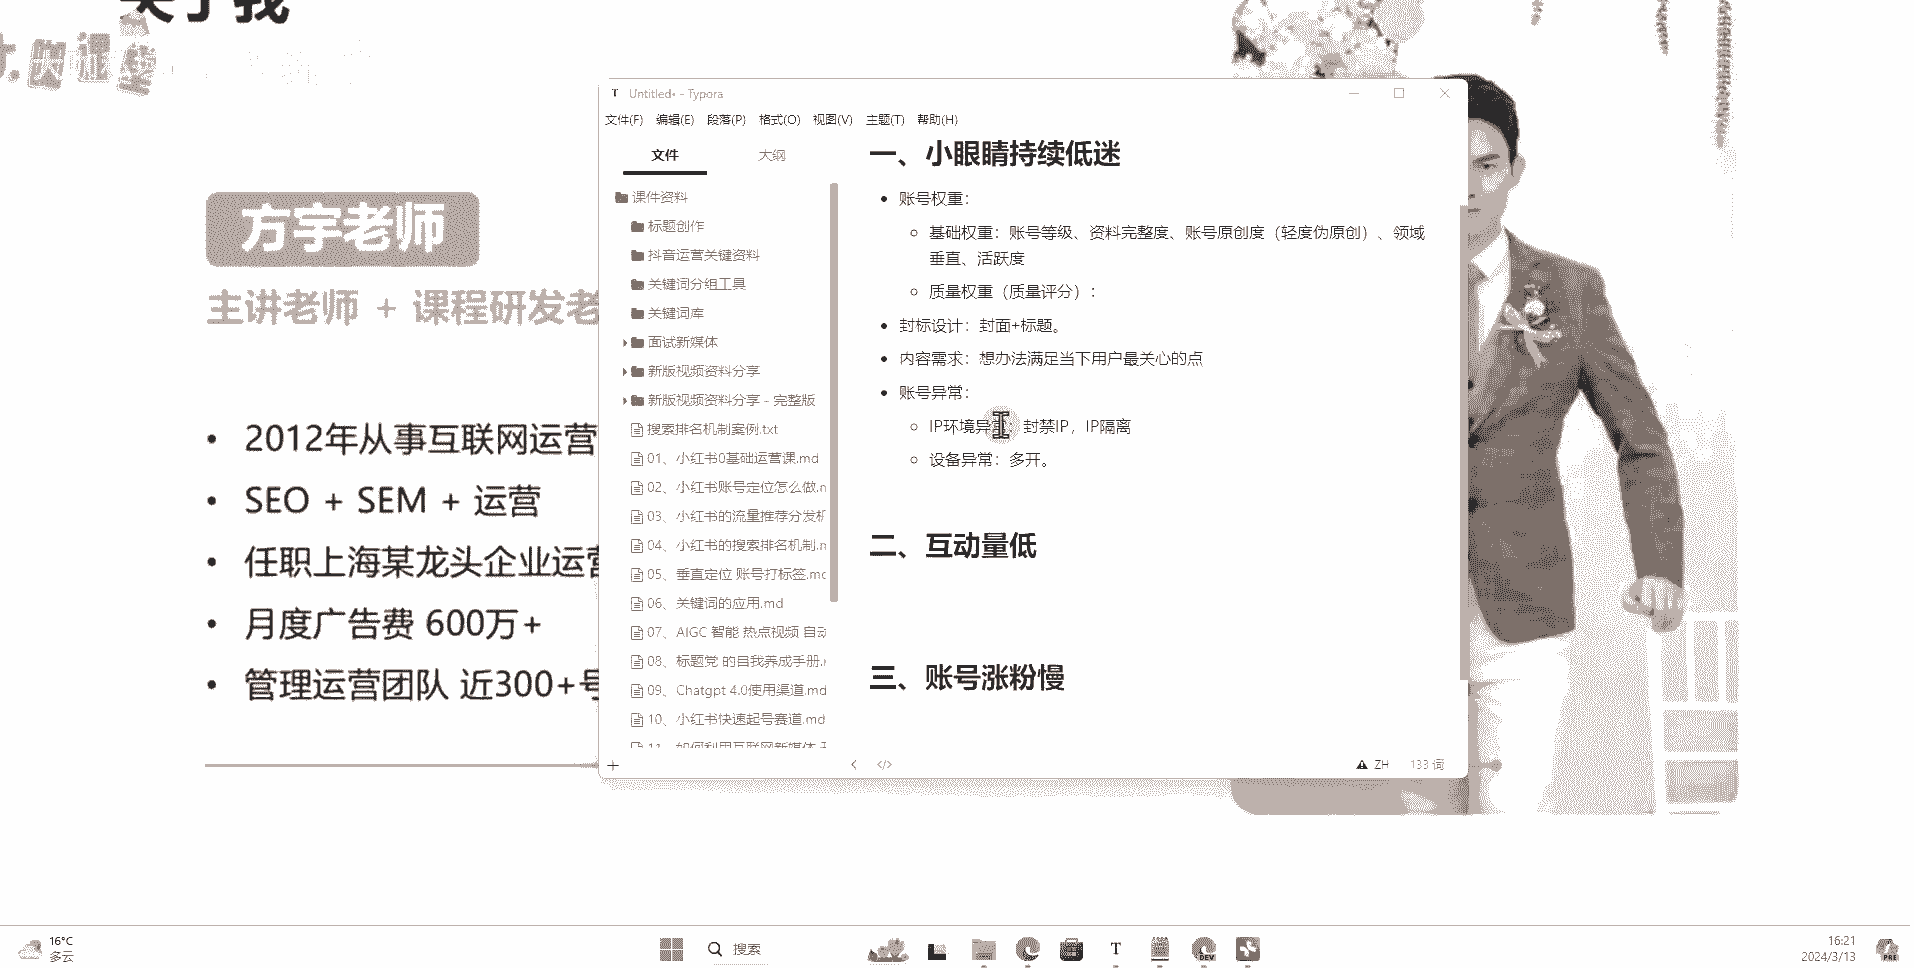 关于我
方宇老师
主讲老师 + 课程研发老
2012年从事互联网运营
SEO + SEM + 运营
任职上海某龙头企业运营
月度广告费 600万+
管理运营团队 近300+号
Untitled• - Typora
文件(F) 编辑(E) 段落(P) 格式(O) 视图(V) 主题(T) 帮助(H)
文件 大纲
课件资料
标题创作
抖音运营关键资料
关键词分组工具
关键词库
面试新媒体
新版视频资料分享
新版视频资料分享 - 完整版
搜索排名机制案例.txt
01、小红书0基础运营课.md
02、小红书账号定位怎么做.m
03、小红书的流量推荐分发机
04、小红书的搜索排名机制.m
05、垂直定位 账号打标签.md
06、关键词的应用.md
07、AIGC 智能 热点视频 自动
08、标题党 的自我养成手册.
09、Chatgpt 4.0使用渠道.md
10、小红书快速起号赛道.md
11、如何利用互联网新媒体
一、小眼睛持续低迷
账号权重：
基础权重：账号等级、资料完整度、账号原创度（轻度伪原创）、领域
垂直、活跃度
质量权重（质量评分）：
封标设计：封面+标题。
内容需求：想办法满足当下用户最关心的点
账号异常：
IP环境异常：封禁IP，IP隔离
设备异常：多开。
二、互动量低
三、账号涨粉慢
ZH 133 词
16°C
多云
搜索
16:21
2024/3/13
DEV
PRE